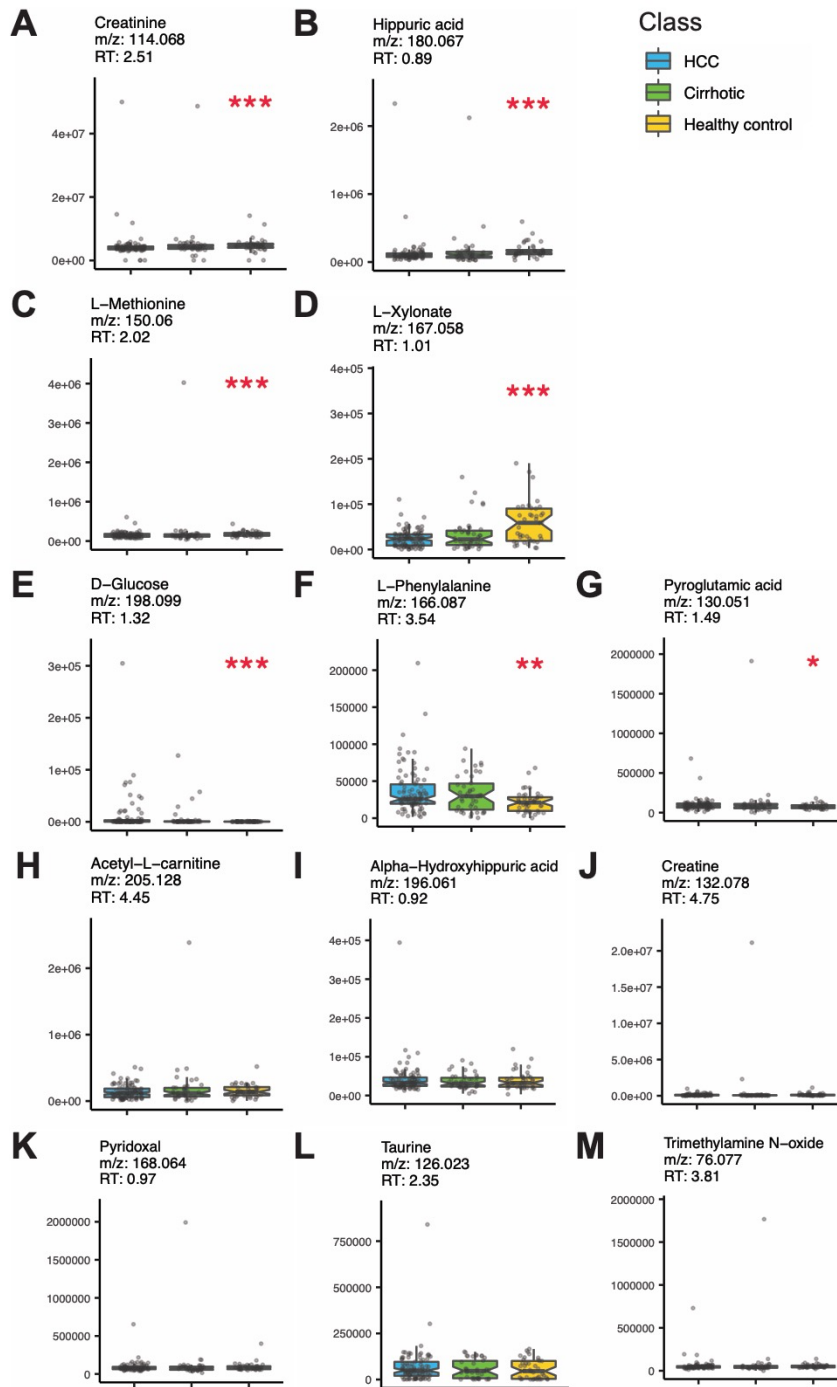 A
Creatinine
m/z: 114.068
RT: 2.51
4e+07
2e+07
0e+00
***
B
Hippuric acid
m/z: 180.067
RT: 0.89
2e+06
1e+06
0e+00
***
Class
HCC
Cirrhotic
Healthy control
C
L−Methionine
m/z: 150.06
RT: 2.02
4e+06
3e+06
2e+06
1e+06
0e+00
***
D
L−Xylonate
m/z: 167.058
RT: 1.01
4e+05
3e+05
2e+05
1e+05
0e+00
***
E
D−Glucose
m/z: 198.099
RT: 1.32
3e+05
2e+05
1e+05
0e+00
***
F
L−Phenylalanine
m/z: 166.087
RT: 3.54
200000
150000
100000
50000
0
**
G
Pyroglutamic acid
m/z: 130.051
RT: 1.49
2000000
1500000
1000000
500000
0
*
H
Acetyl−L−carnitine
m/z: 205.128
RT: 4.45
2e+06
1e+06
0e+00
I
Alpha−Hydroxyhippuric acid
m/z: 196.061
RT: 0.92
4e+05
3e+05
2e+05
1e+05
0e+00
J
Creatine
m/z: 132.078
RT: 4.75
2.0e+07
1.5e+07
1.0e+07
5.0e+06
0.0e+00
K
Pyridoxal
m/z: 168.064
RT: 0.97
2000000
1500000
1000000
500000
0
L
Taurine
m/z: 126.023
RT: 2.35
750000
500000
250000
0
M
Trimethylamine N−oxide
m/z: 76.077
RT: 3.81
2000000
1500000
1000000
500000
0